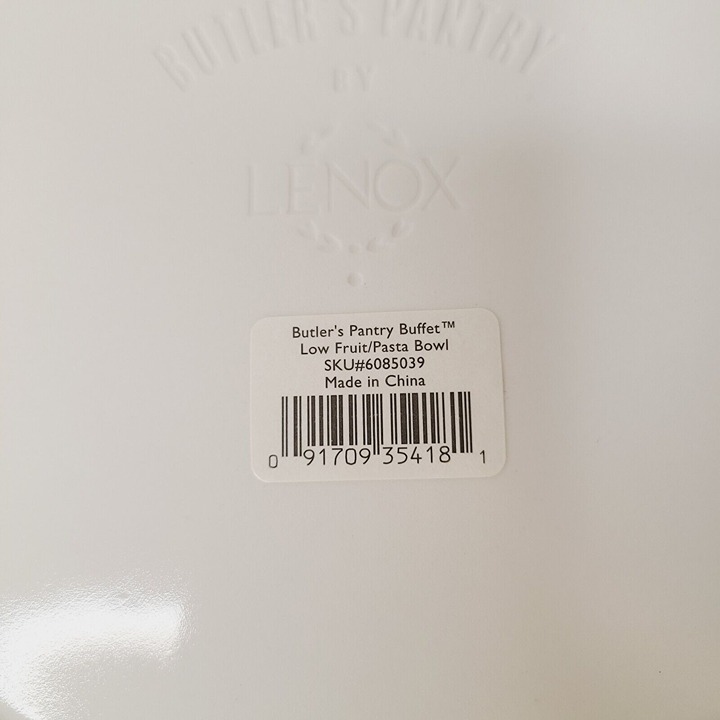 BUTLER'S PANTRY
BY
LENOX
Butler's Pantry Buffet™
Low Fruit/Pasta Bowl
SKU#6085039
Made in China
0 91709 35418 1